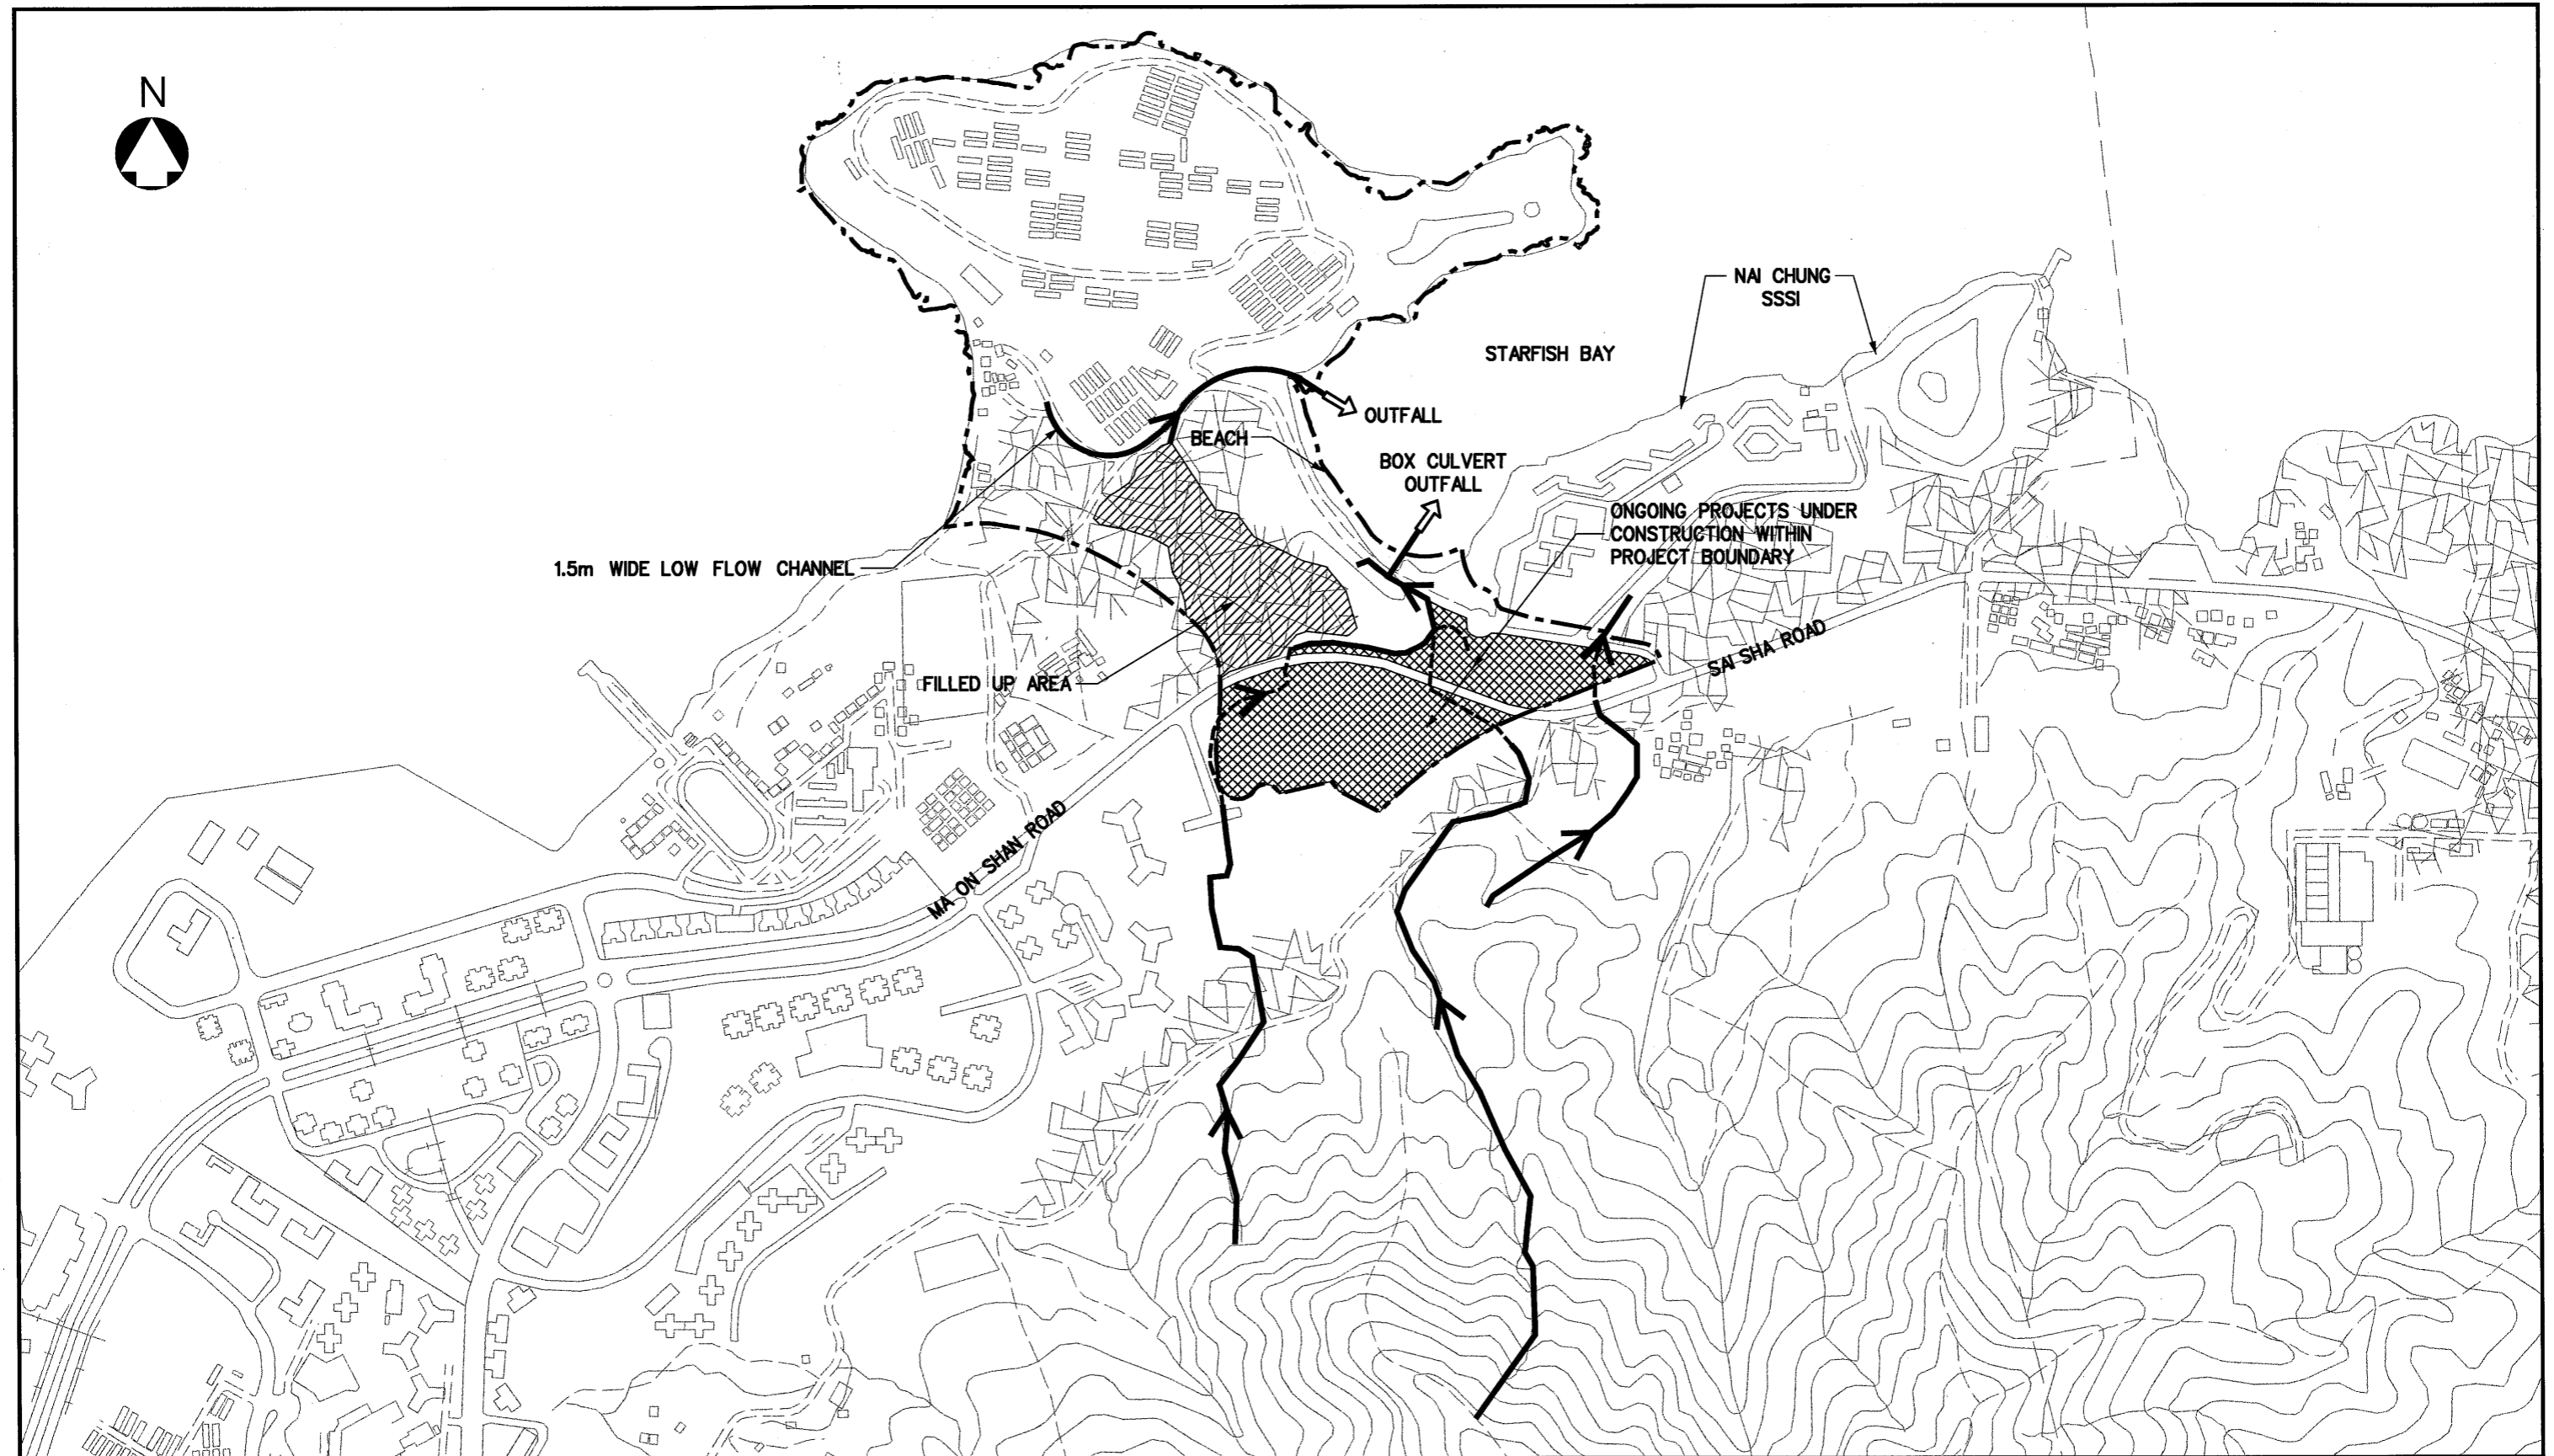 N
NAI CHUNG
SSSI
STARFISH BAY
OUTFALL
BEACH
BOX CULVERT
OUTFALL
ONGOING PROJECTS UNDER
CONSTRUCTION WITHIN
PROJECT BOUNDARY
1.5m WIDE LOW FLOW CHANNEL
SAI SHA ROAD
FILLED UP AREA
MA ON SHAN ROAD